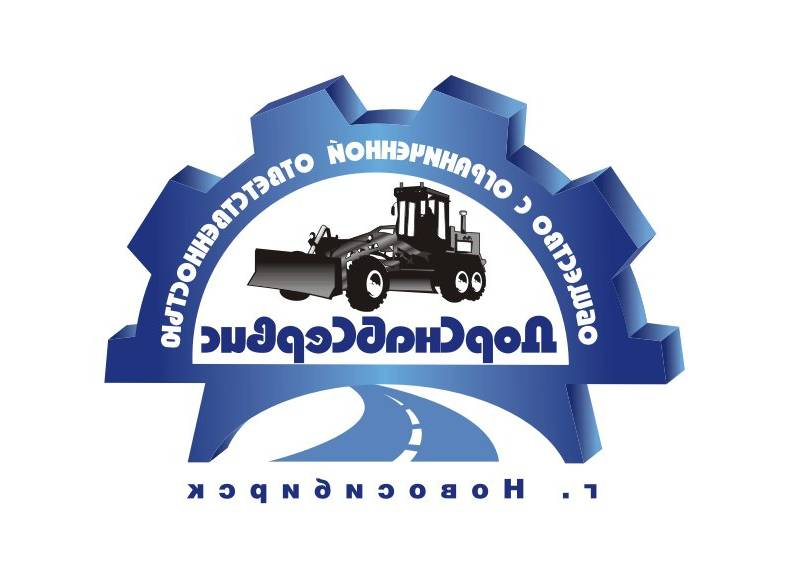 ОБЩЕСТВО С ОГРАНИЧЕННОЙ ОТВЕТСТВЕННОСТЬЮ
ДорСнабСервис
г. Новосибирск